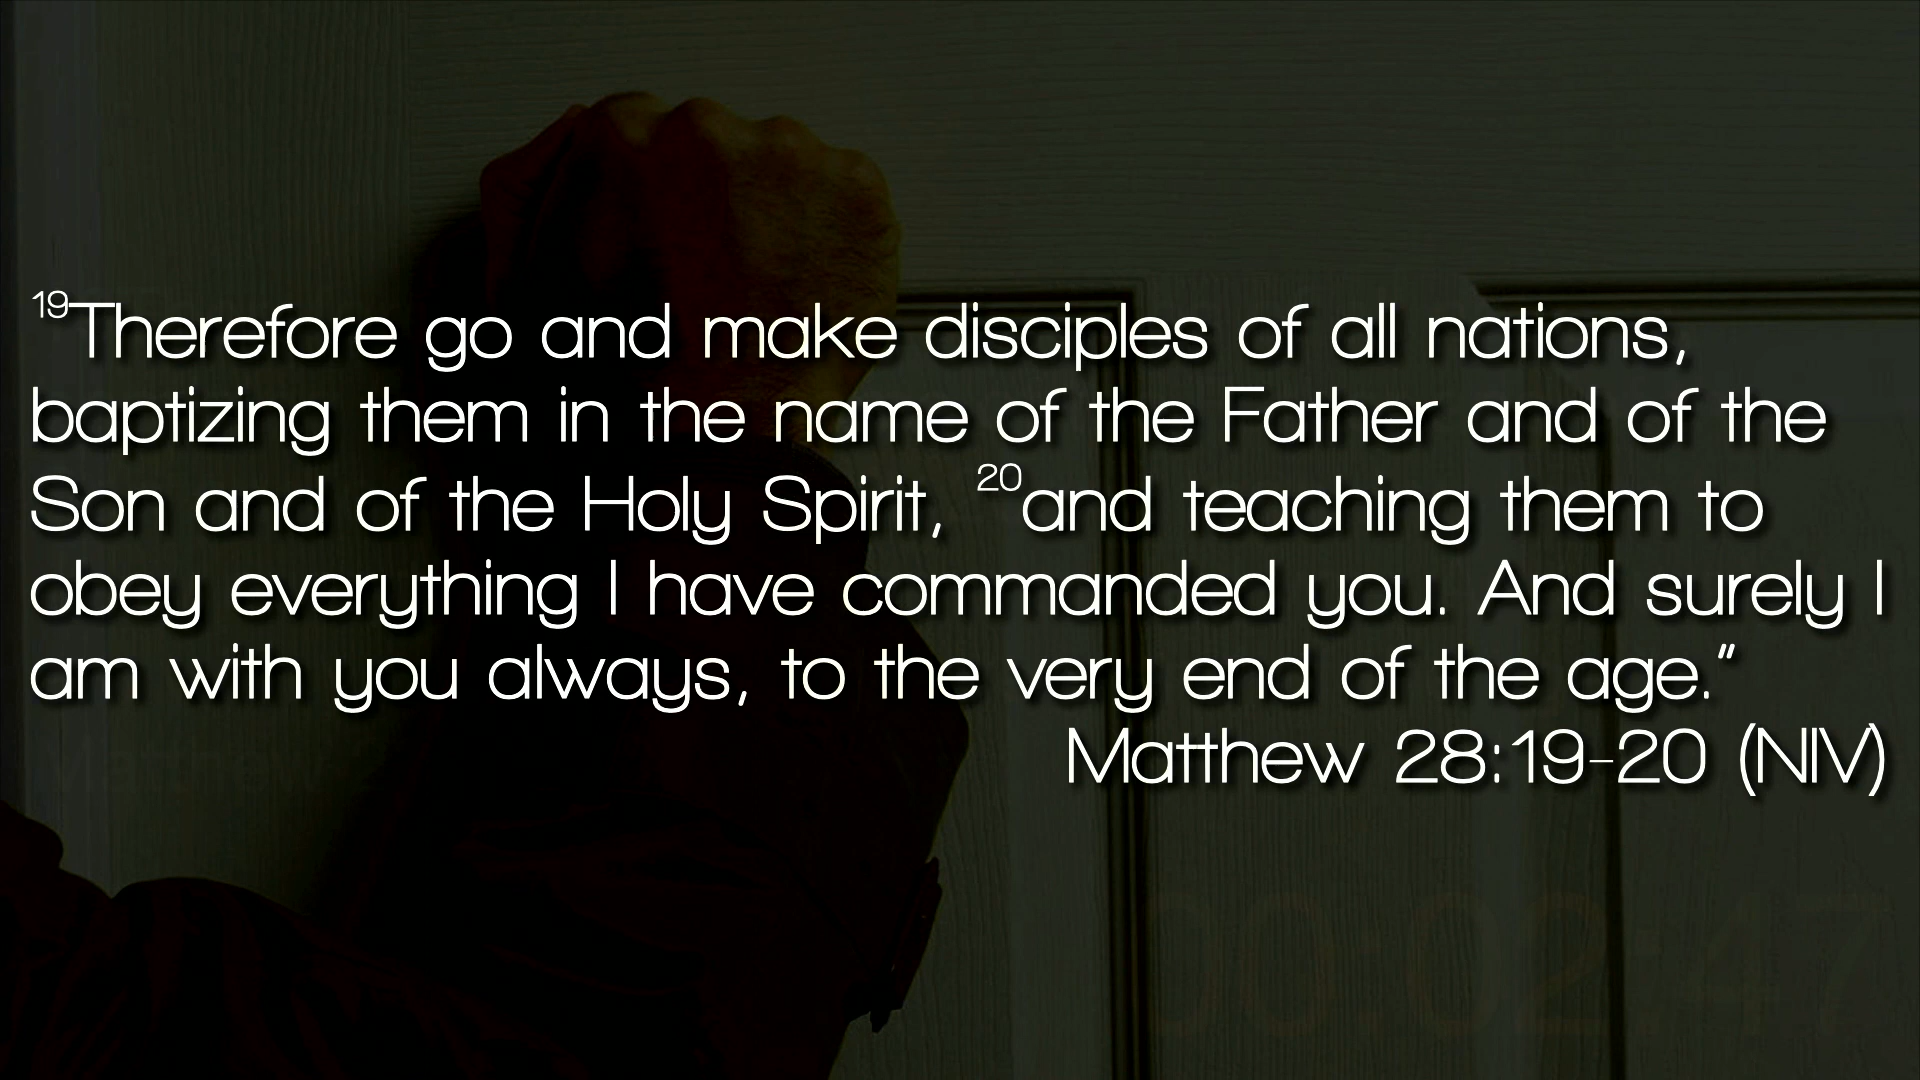 ¹⁹Therefore go and make disciples of all nations,
baptizing them in the name of the Father and of the
Son and of the Holy Spirit, ²⁰and teaching them to
obey everything I have commanded you. And surely I
am with you always, to the very end of the age.”
Matthew 28:19-20 (NIV)